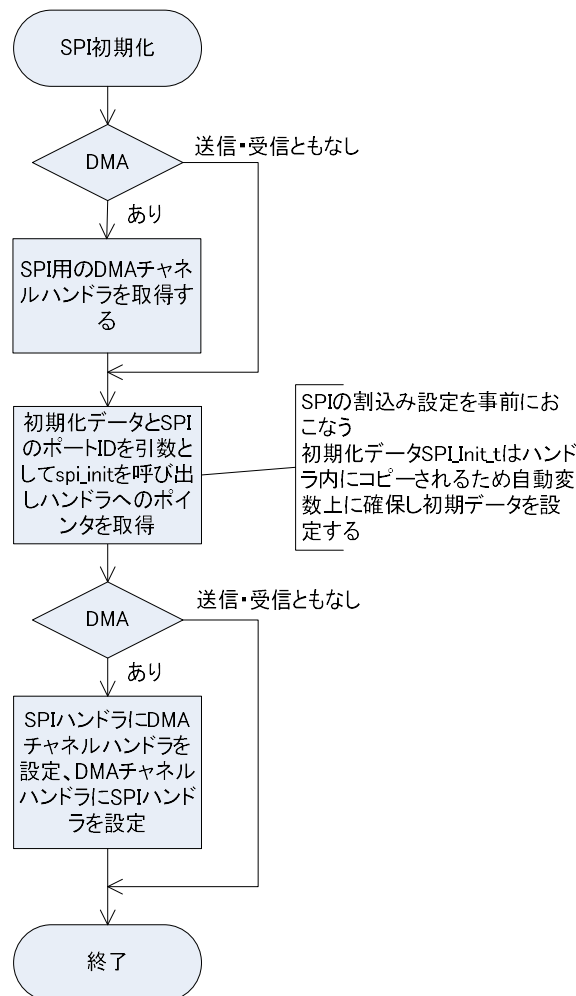 SPI初期化
DMA
送信・受信ともなし
あり
SPI用のDMAチャネ
ルハンドラを取得す
る
初期化データとSPI
のポートIDを引数と
してspi_initを呼び出
しハンドラへのポイ
ンタを取得
SPIの割込み設定を事前にお
こなう
初期化データSPI_Init_tはハンド
ラ内にコピーされるため自動変
数上に確保し初期データを設
定する
DMA
送信・受信ともなし
あり
SPIハンドラにDMA
チャネルハンドラを
設定、DMAチャネル
ハンドラにSPIハンド
ラを設定
終了